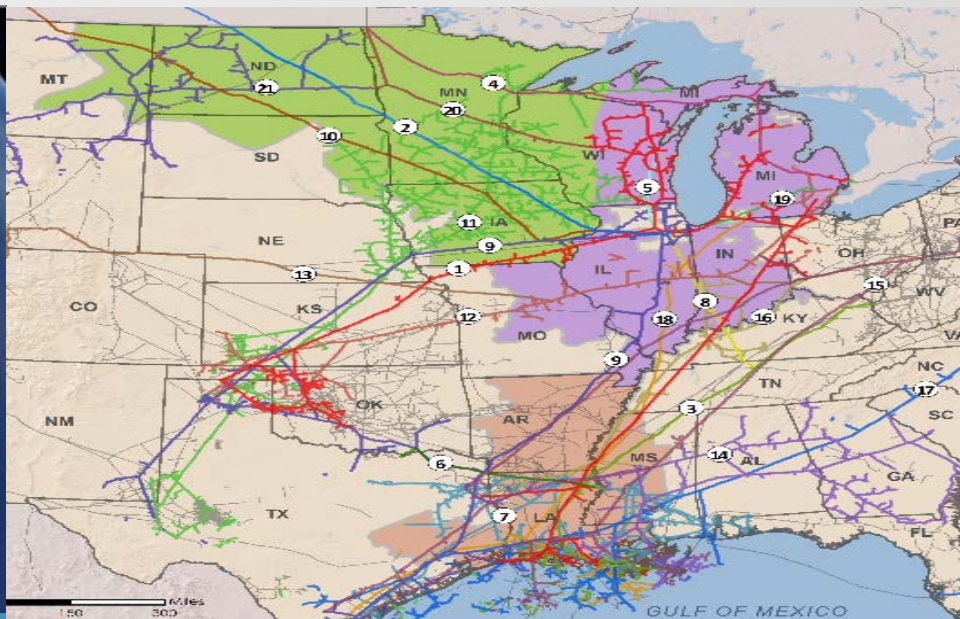 MT
ND
21
MN
4
MI
20
2
10
SD
WI
MI
5
19
11
IA
9
NE
1
13
IL
IN
OH
PA
15
CO
KS
8
WV
12
18
16
KY
MO
9
TN
NC
17
NM
OK
AR
3
SC
MS
14
AL
6
GA
TX
7
LA
FL
Miles
150
300
GULF OF MEXICO